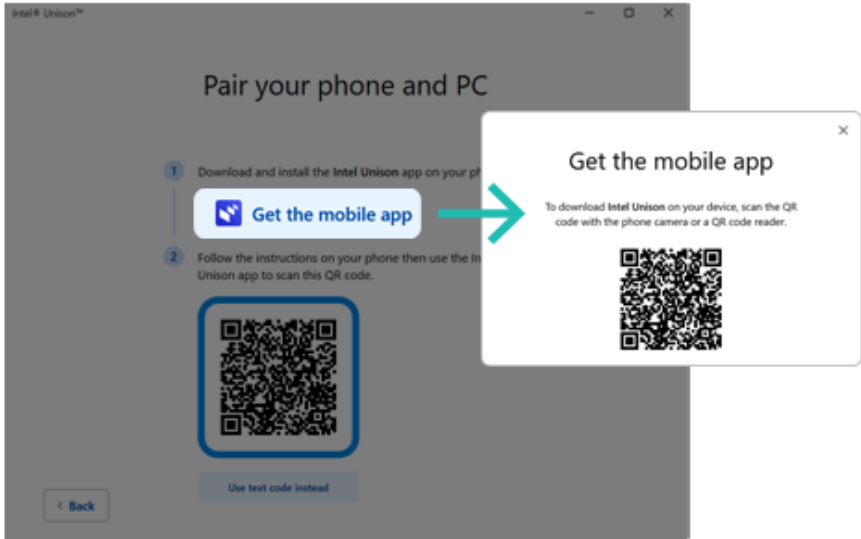 Intel® Unison™
Pair your phone and PC
1 Download and install the Intel Unison app on your
Get the mobile app
2 Follow the instructions on your phone then use the
Unison app to scan this QR code.
Use text code instead
< Back
Get the mobile app
To download Intel Unison on your device, scan the QR
code with the phone camera or a QR code reader.